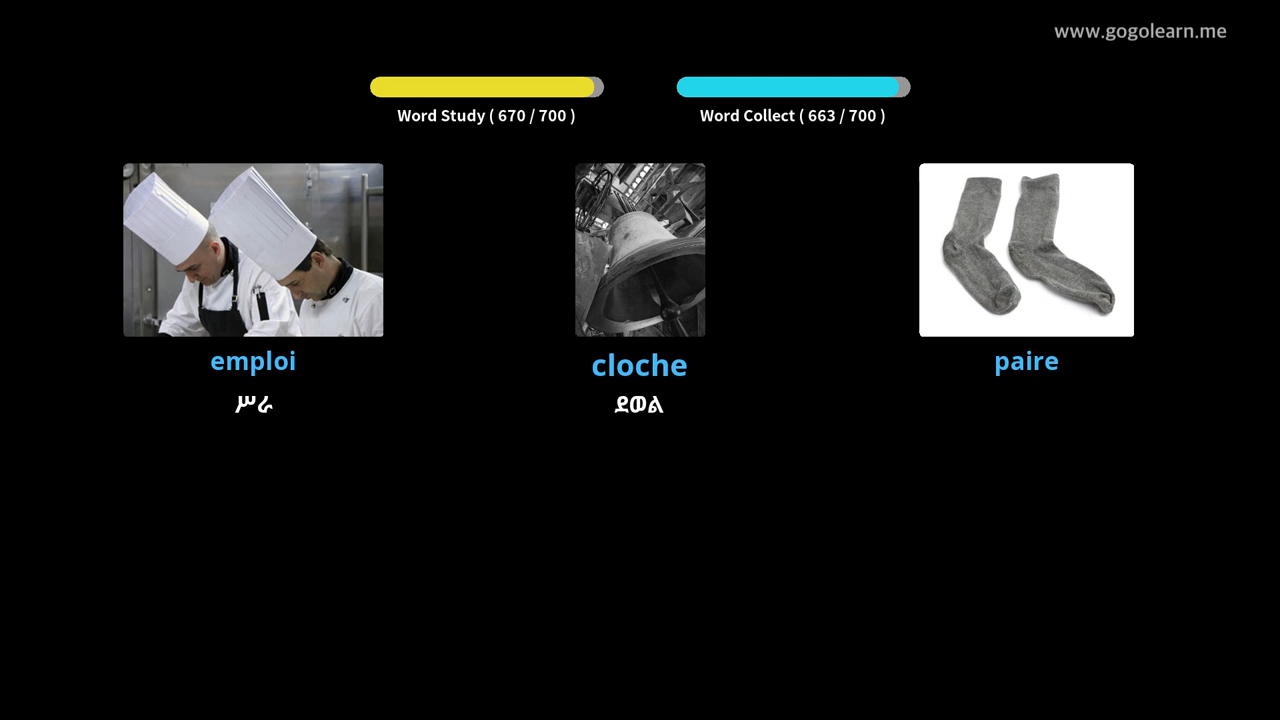 www.gogolearn.me
Word Study ( 670 / 700 )
Word Collect ( 663 / 700 )
emploi
cloche
paire
ሥራ
ደወል